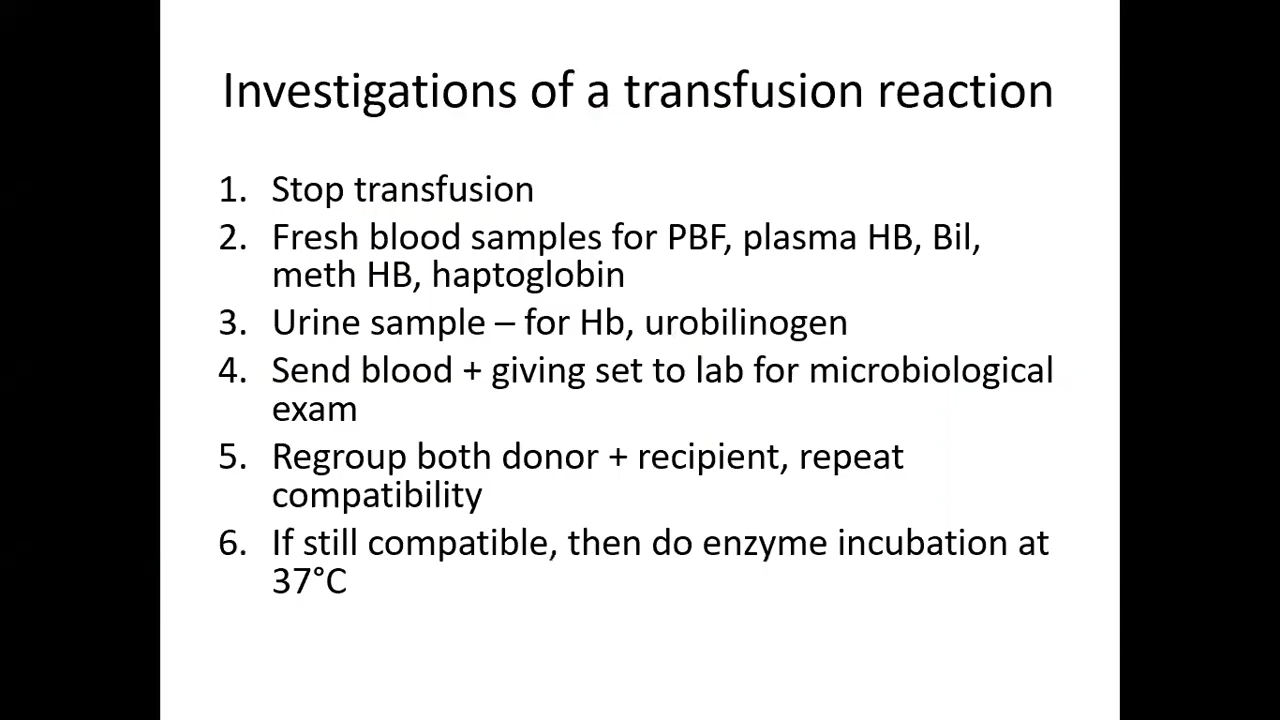 Investigations of a transfusion reaction
1. Stop transfusion
2. Fresh blood samples for PBF, plasma HB, Bil,
meth HB, haptoglobin
3. Urine sample – for Hb, urobilinogen
4. Send blood + giving set to lab for microbiological
exam
5. Regroup both donor + recipient, repeat
compatibility
6. If still compatible, then do enzyme incubation at
37°C